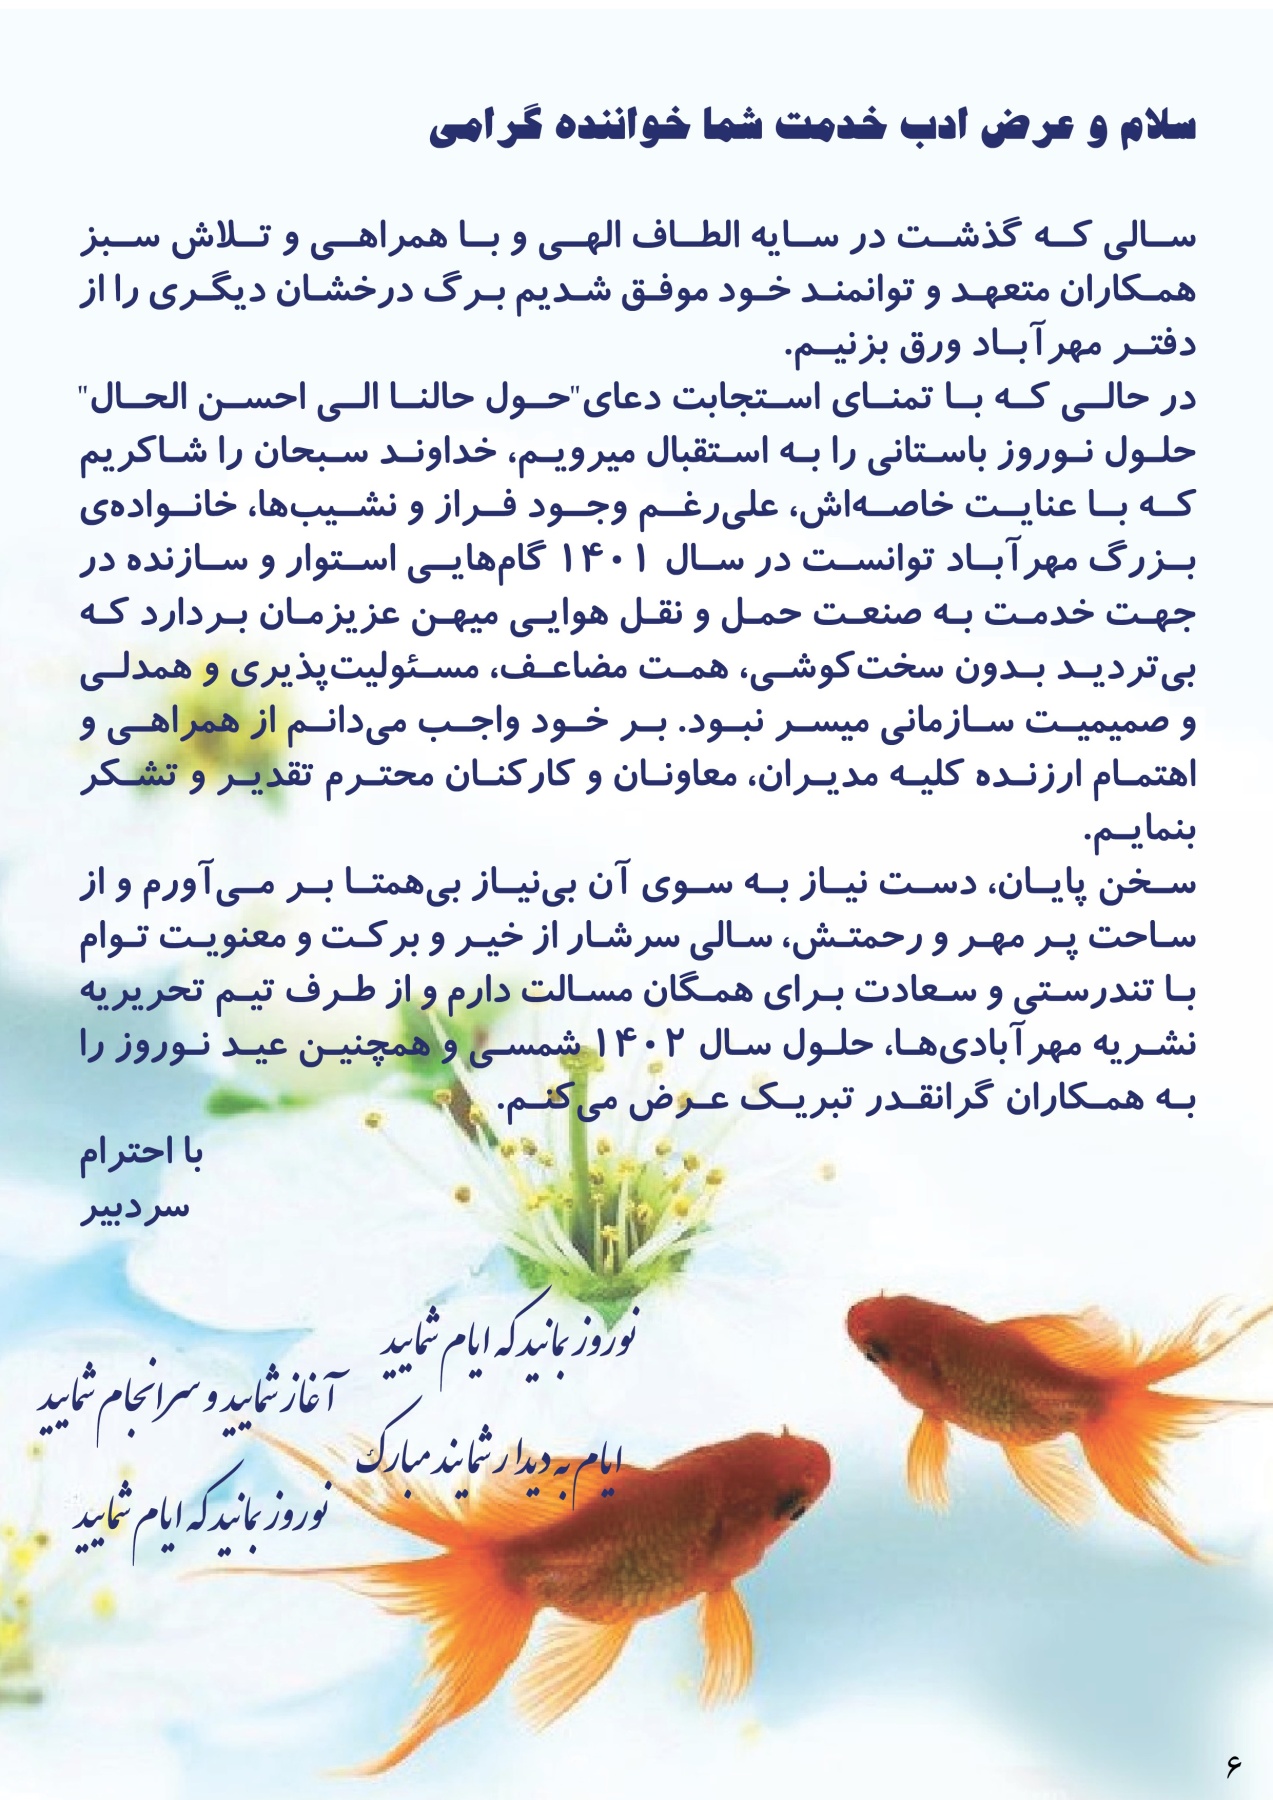 سلام و عرض ادب خدمت شما خواننده گرامی
سالی که گذشت در سایه الطاف الهی و با همراهی و تلاش سبز
همکاران متعهد و توانمند خود موفق شدیم برگ درخشان دیگری را از
دفتر مهرآباد ورق بزنیم.
در حالی که با تمنای استجابت دعای"حول حالنا الی احسن الحال"
حلول نوروز باستانی را به استقبال میرویم، خداوند سبحان را شاکریم
که با عنایت خاصه‌اش، علی‌رغم وجود فراز و نشیب‌ها، خانواده‌ی
بزرگ مهرآباد توانست در سال ۱۴۰۱ گام‌هایی استوار و سازنده در
جهت خدمت به صنعت حمل و نقل هوایی میهن عزیزمان بردارد که
بی‌تردید بدون سخت‌کوشی، همت مضاعف، مسئولیت‌پذیری و همدلی
و صمیمیت سازمانی میسر نبود. بر خود واجب می‌دانم از همراهی و
اهتمام ارزنده کلیه مدیران، معاونان و کارکنان محترم تقدیر و تشکر
بنمایم.
سخن پایان، دست نیاز به سوی آن بی‌نیاز بی‌همتا بر می‌آورم و از
ساحت پر مهر و رحمتش، سالی سرشار از خیر و برکت و معنویت توام
با تندرستی و سعادت برای همگان مسالت دارم و از طرف تیم تحریریه
نشریه مهرآبادی‌ها، حلول سال ۱۴۰۲ شمسی و همچنین عید نوروز را
به همکاران گرانقدر تبریک عرض می‌کنم.
با احترام
سردبیر
نوروز بمانید که ایام شمایید
آغاز شمایید و سرانجام شمایید
ایام به دیدار شمایند مبارک
نوروز بمانید که ایام شمایید
۶